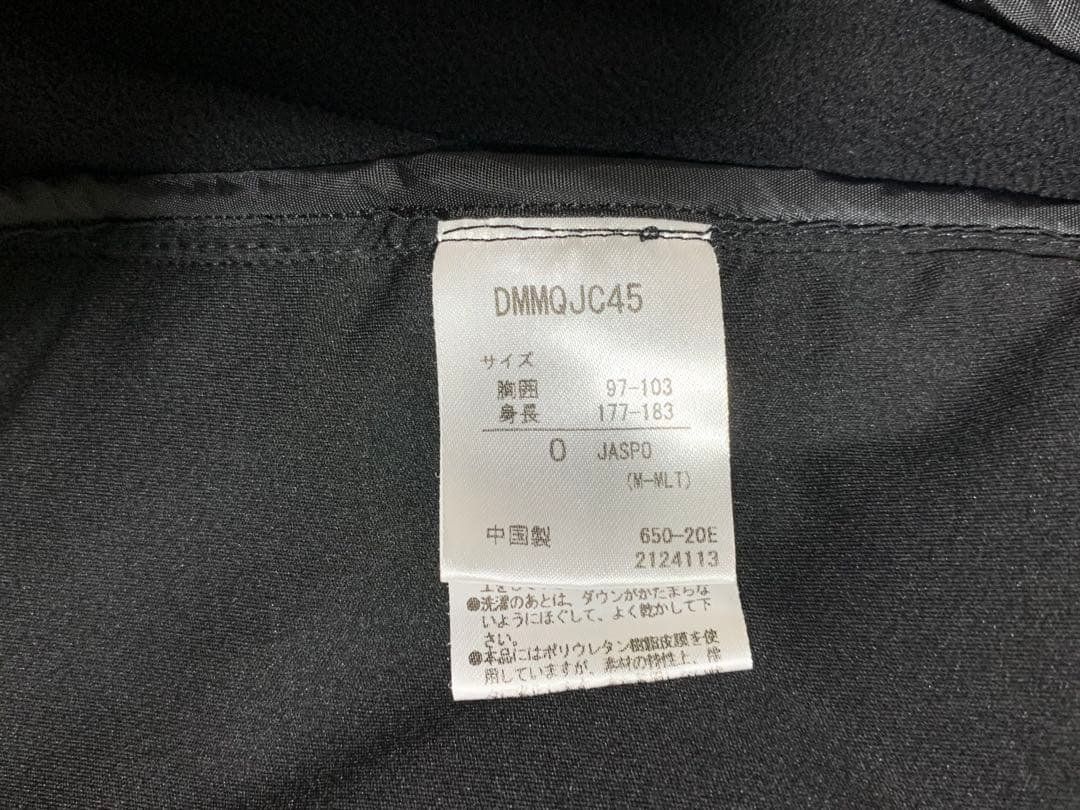 DMMQJC45
サイズ
胸囲 97-103
身長 177-183
O JASPO
(M-MLT)
中国製 650-20E
2124113
●洗濯のあとは、ダウンがかたまらな
いようにほぐして、よく乾かして下
さい。
●本品にはポリウレタン樹脂皮膜を使
用していますが、素材の特性上、